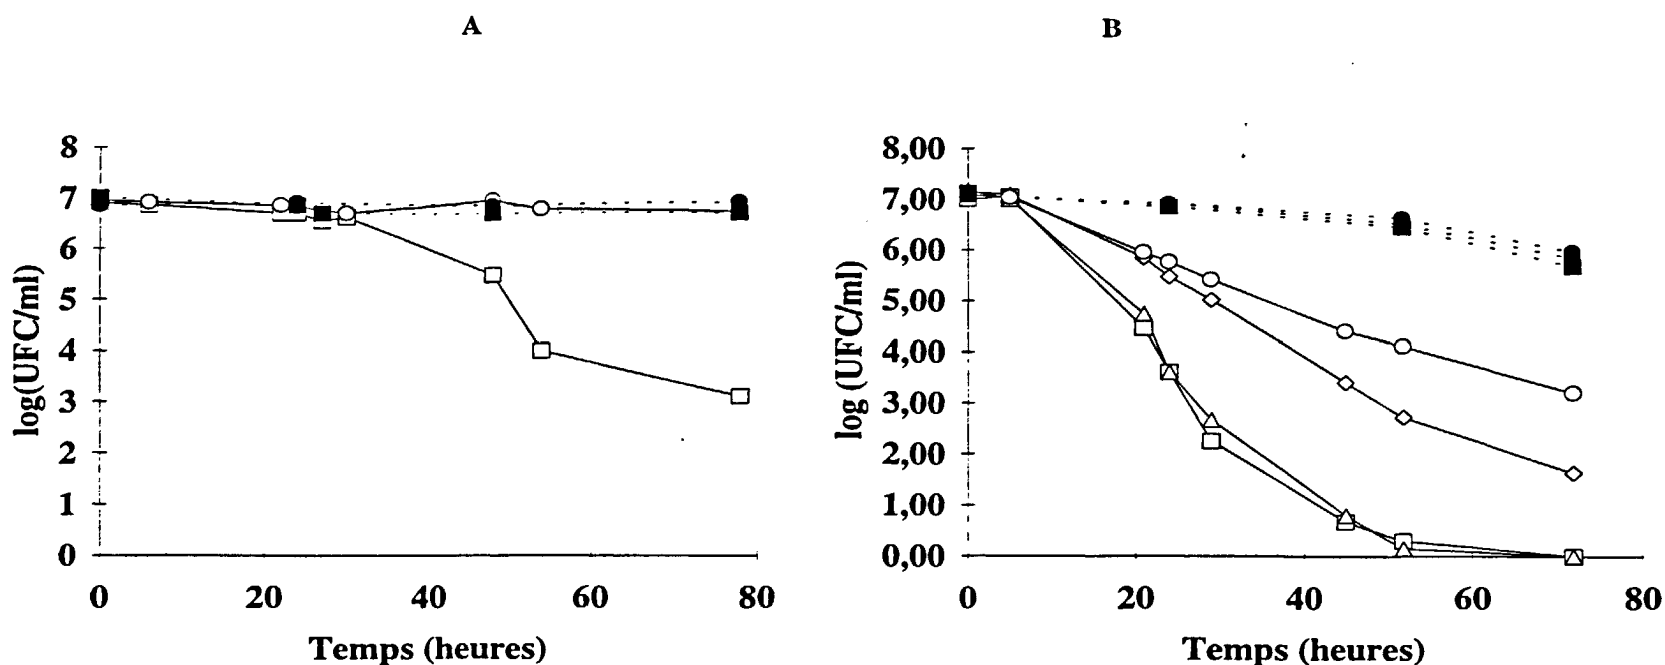 A
B
log(UFC/ml)
8
7
6
5
4
3
2
1
0
0 20 40 60 80
Temps (heures)
log (UFC/ml)
8,00
7,00
6,00
5,00
4,00
3,00
2,00
1,00
0,00
0 20 40 60 80
Temps (heures)